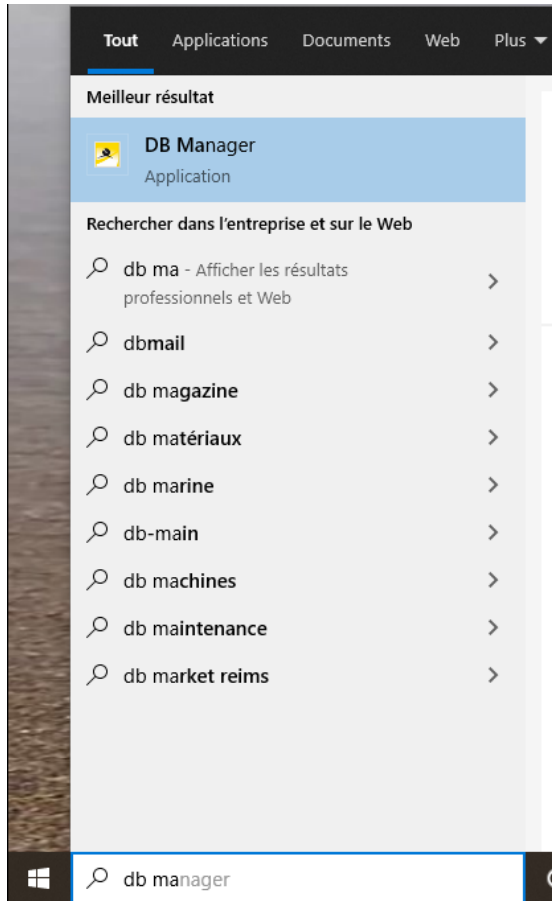 Tout Applications Documents Web Plus
Meilleur résultat
DB Manager
Application
Rechercher dans l'entreprise et sur le Web
db ma - Afficher les résultats
professionnels et Web
dbmail
db magazine
db matériaux
db marine
db-main
db machines
db maintenance
db market reims
db manager